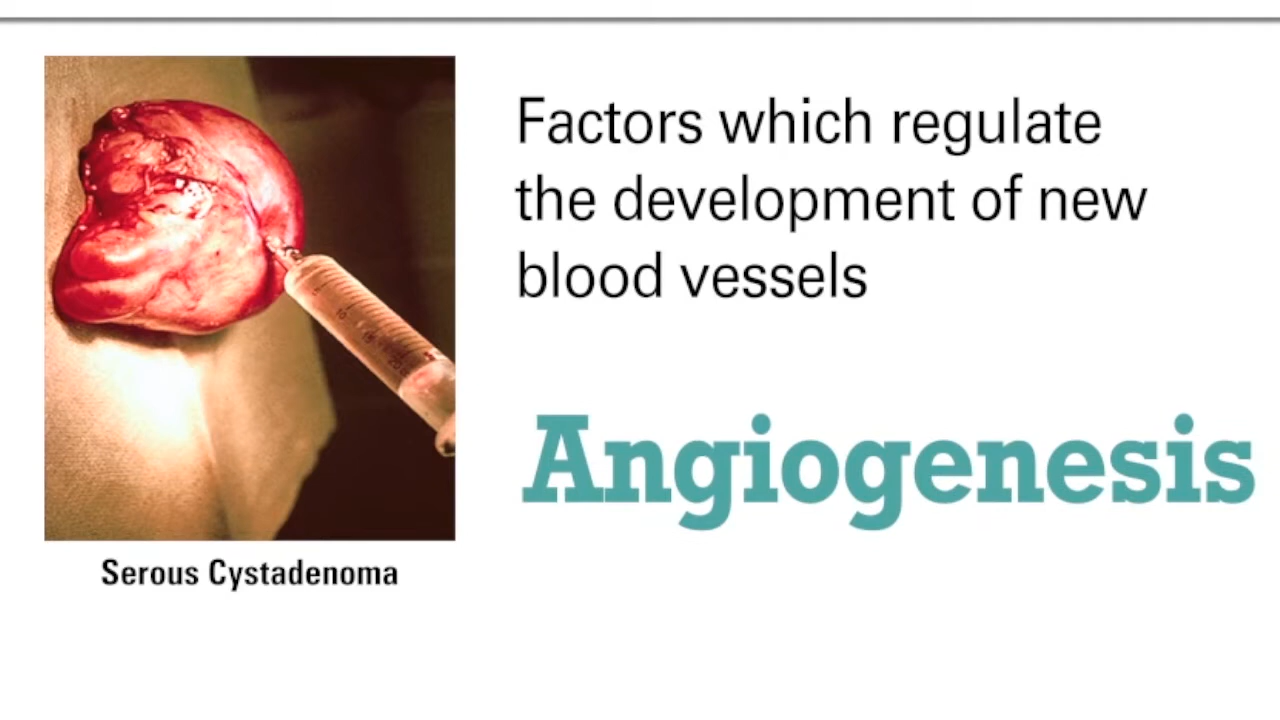 Factors which regulate
the development of new
blood vessels
Angiogenesis
Serous Cystadenoma